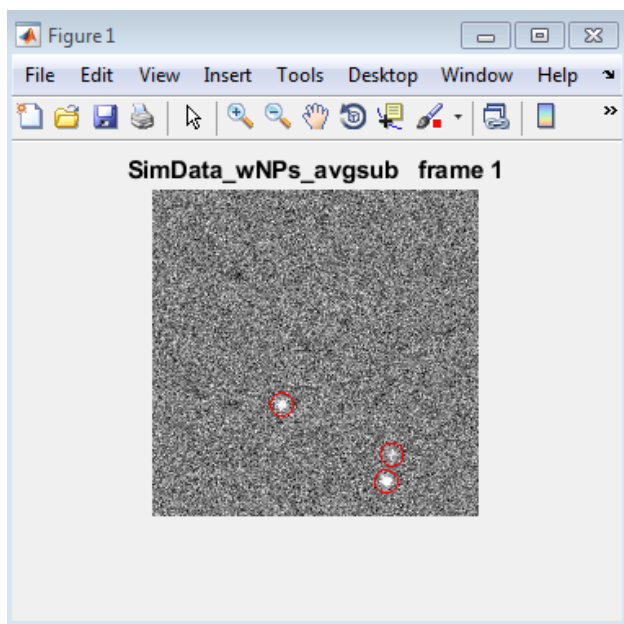 Figure 1
File Edit View Insert Tools Desktop Window Help
SimData_wNPs_avgsub frame 1